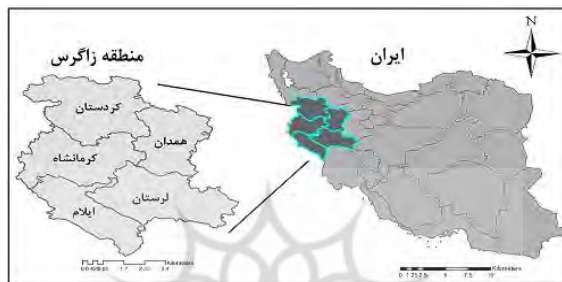 منطقه زاگرس
ایران
N
کردستان
همدان
کرمانشاه
لرستان
ایلام
Kilometers
Kilometers